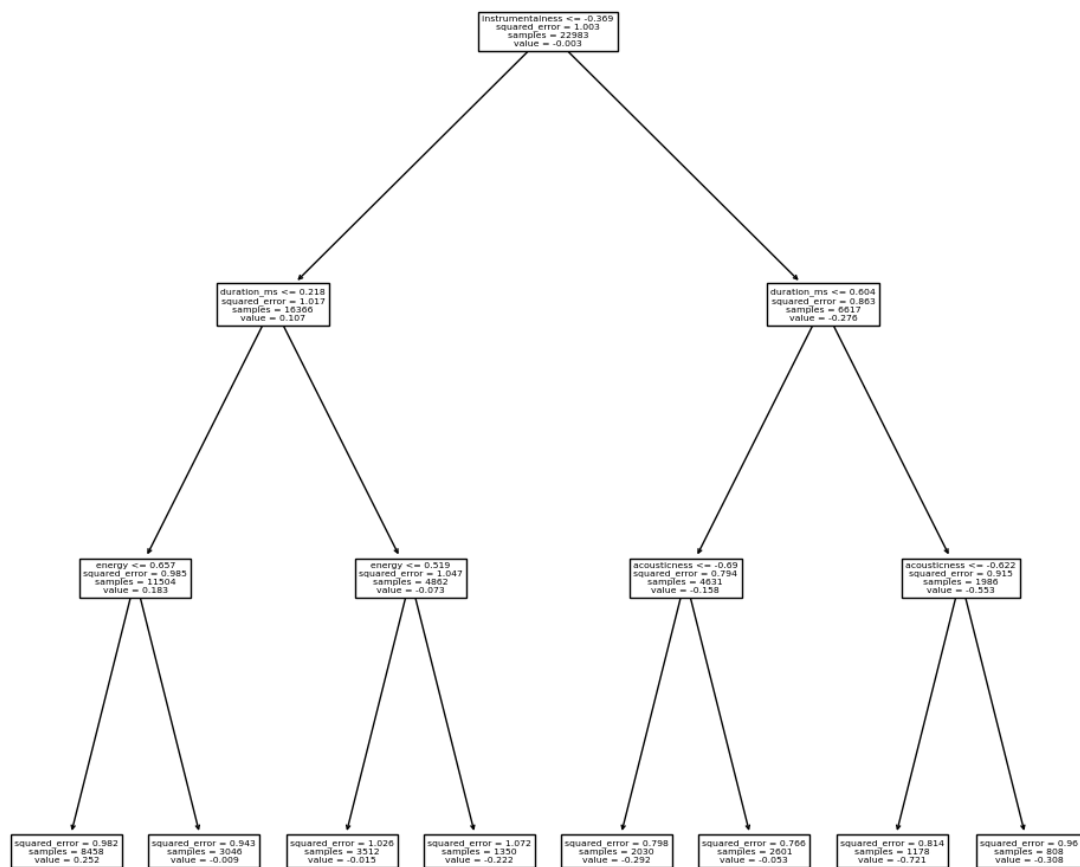 instrumentalness <= -0.369
squared_error = 1.003
samples = 22983
value = -0.003
duration_ms <= 0.218
squared_error = 1.017
samples = 16366
value = 0.107
duration_ms <= 0.604
squared_error = 0.863
samples = 6617
value = -0.276
energy <= 0.657
squared_error = 0.985
samples = 11504
value = 0.183
energy <= 0.519
squared_error = 1.047
samples = 4862
value = -0.073
acousticness <= -0.69
squared_error = 0.794
samples = 4631
value = -0.158
acousticness <= -0.622
squared_error = 0.915
samples = 1986
value = -0.553
squared_error = 0.982
samples = 8458
value = 0.252
squared_error = 0.943
samples = 3046
value = -0.009
squared_error = 1.026
samples = 3512
value = -0.015
squared_error = 1.072
samples = 1350
value = -0.222
squared_error = 0.798
samples = 2030
value = -0.292
squared_error = 0.766
samples = 2601
value = -0.053
squared_error = 0.814
samples = 1178
value = -0.721
squared_error = 0.96
samples = 808
value = -0.308